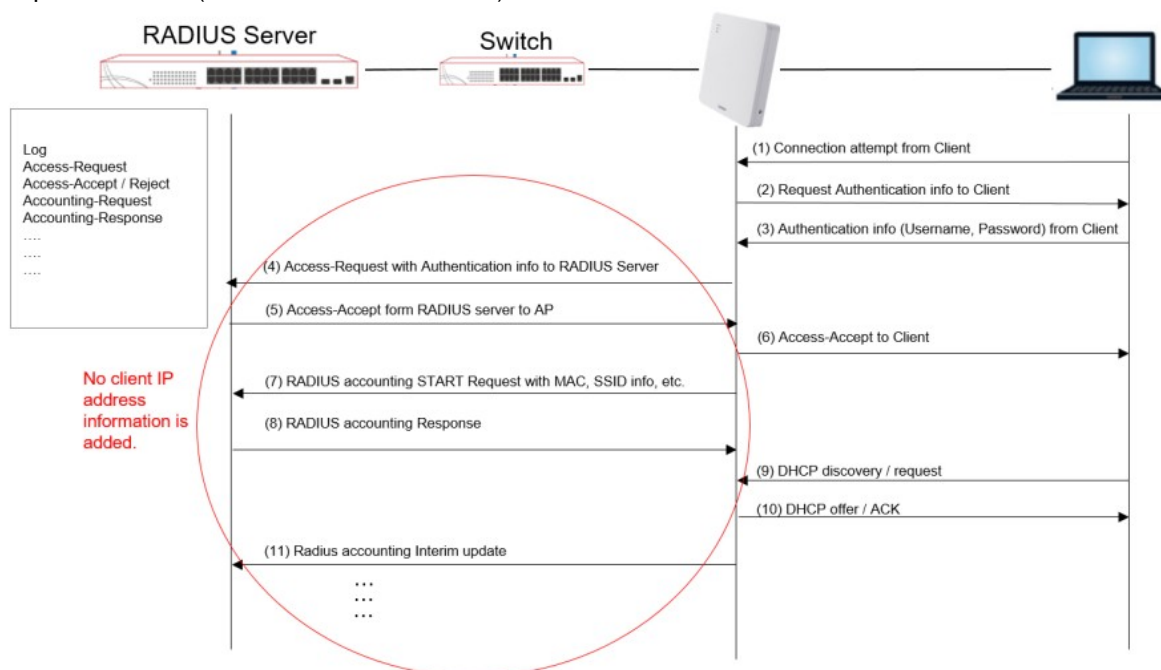 RADIUS Server
Switch
Log
Access-Request
Access-Accept / Reject
Accounting-Request
Accounting-Response
....
....
....
(1) Connection attempt from Client
(2) Request Authentication info to Client
(3) Authentication info (Username, Password) from Client
(4) Access-Request with Authentication info to RADIUS Server
(5) Access-Accept form RADIUS server to AP
(6) Access-Accept to Client
No client IP
address
information is
added.
(7) RADIUS accounting START Request with MAC, SSID info, etc.
(8) RADIUS accounting Response
(9) DHCP discovery / request
(10) DHCP offer / ACK
(11) Radius accounting Interim update
...
...
...